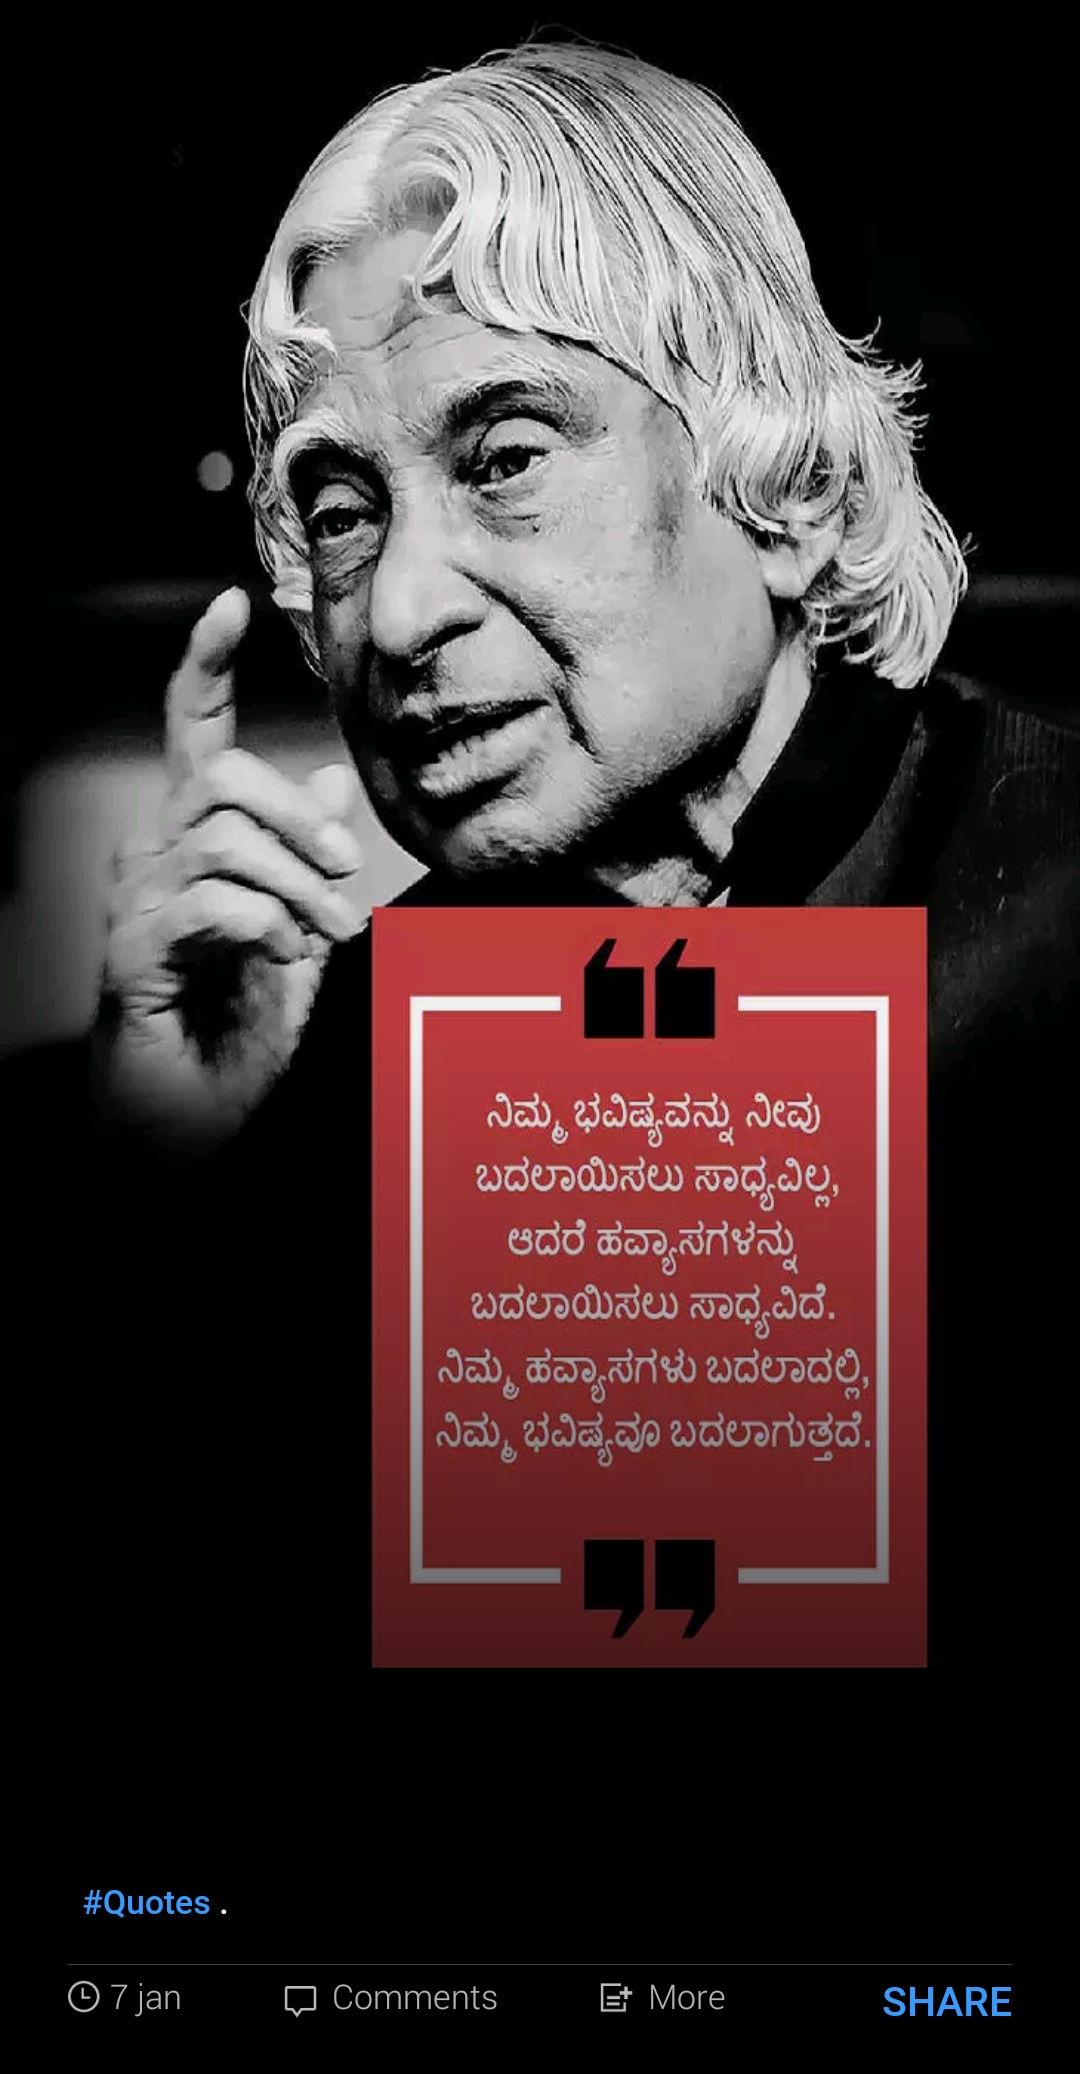 ನಿಮ್ಮ ಭವಿಷ್ಯವನ್ನು ನೀವು
ಬದಲಾಯಿಸಲು ಸಾಧ್ಯವಿಲ್ಲ,
ಆದರೆ ಹವ್ಯಾಸಗಳನ್ನು
ಬದಲಾಯಿಸಲು ಸಾಧ್ಯವಿದೆ.
ನಿಮ್ಮ ಹವ್ಯಾಸಗಳು ಬದಲಾದಲ್ಲಿ,
ನಿಮ್ಮ ಭವಿಷ್ಯವೂ ಬದಲಾಗುತ್ತದೆ.
#Quotes .
7 jan Comments More SHARE